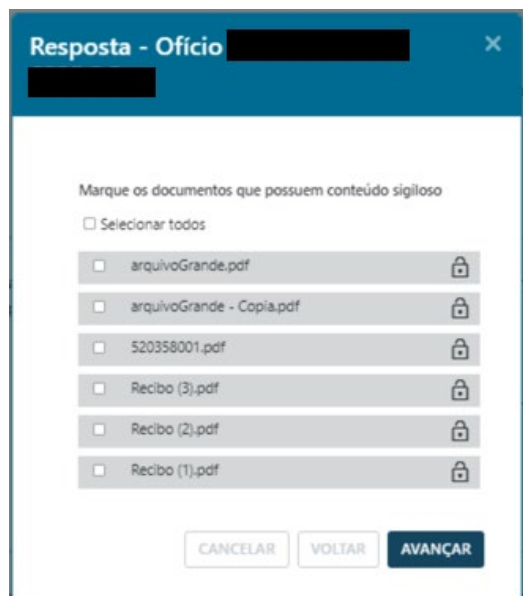 Resposta - Ofício
Marque os documentos que possuem conteúdo sigiloso
Selecionar todos
arquivoGrande.pdf
arquivoGrande - Copia.pdf
520358001.pdf
Recibo (3).pdf
Recibo (2).pdf
Recibo (1).pdf
CANCELAR VOLTAR AVANÇAR